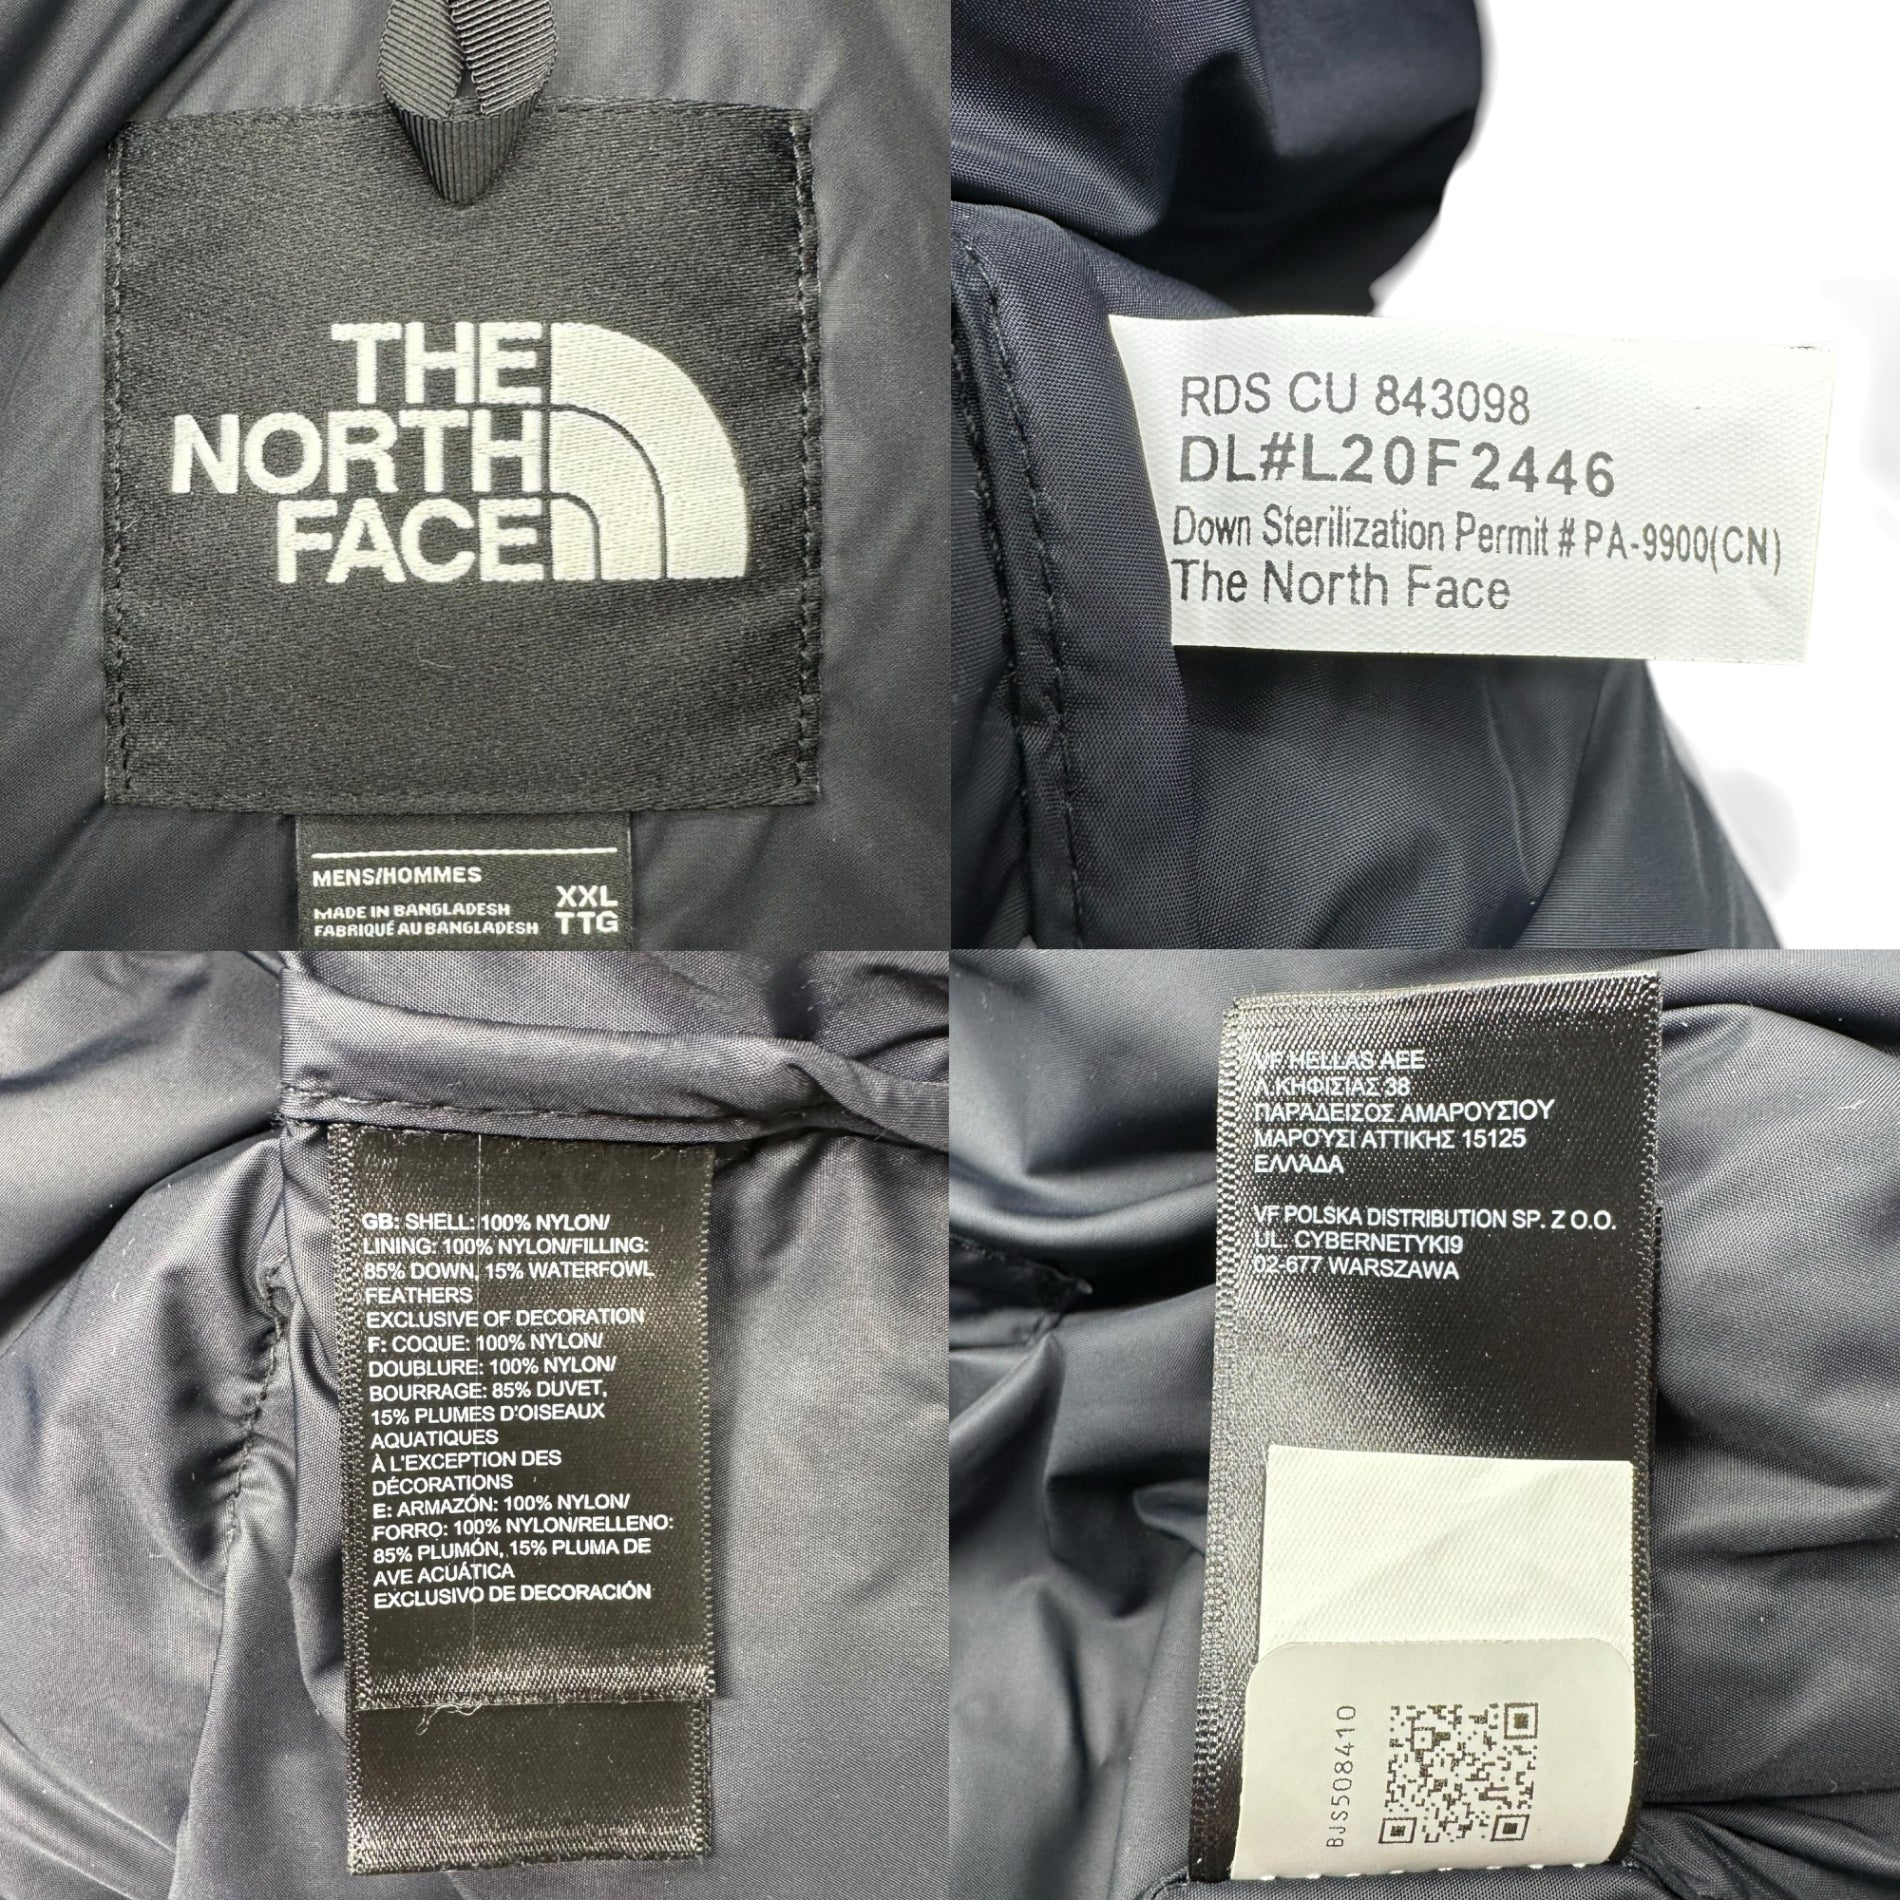 THE
NORTH
FACE
MENS/HOMMES
MADE IN BANGLADESH
FABRIQUÉ AU BANGLADESH
XXL
TTG
RDS CU 843098
DL#L20F2446
Down Sterilization Permit # PA-9900(CN)
The North Face
GB: SHELL: 100% NYLON/
LINING: 100% NYLON/FILLING:
85% DOWN, 15% WATERFOWL
FEATHERS
EXCLUSIVE OF DECORATION
F: COQUE: 100% NYLON/
DOUBLURE: 100% NYLON/
BOURRAGE: 85% DUVET,
15% PLUMES D'OISEAUX
AQUATIQUES
À L'EXCEPTION DES
DÉCORATIONS
E: ARMAZÓN: 100% NYLON/
FORRO: 100% NYLON/RELLENO:
85% PLUMÓN, 15% PLUMA DE
AVE ACUÁTICA
EXCLUSIVO DE DECORACIÓN
VF HELLAS AEE
Λ.ΚΗΦΙΣΙΑΣ 38
ΠΑΡΑΔΕΙΣΟΣ ΑΜΑΡΟΥΣΙΟΥ
ΜΑΡΟΥΣΙ ΑΤΤΙΚΗΣ 15125
ΕΛΛΑΔΑ
VF POLSKA DISTRIBUTION SP. Z O.O.
UL. CYBERNETYKI9
02-677 WARSZAWA
BJS508410